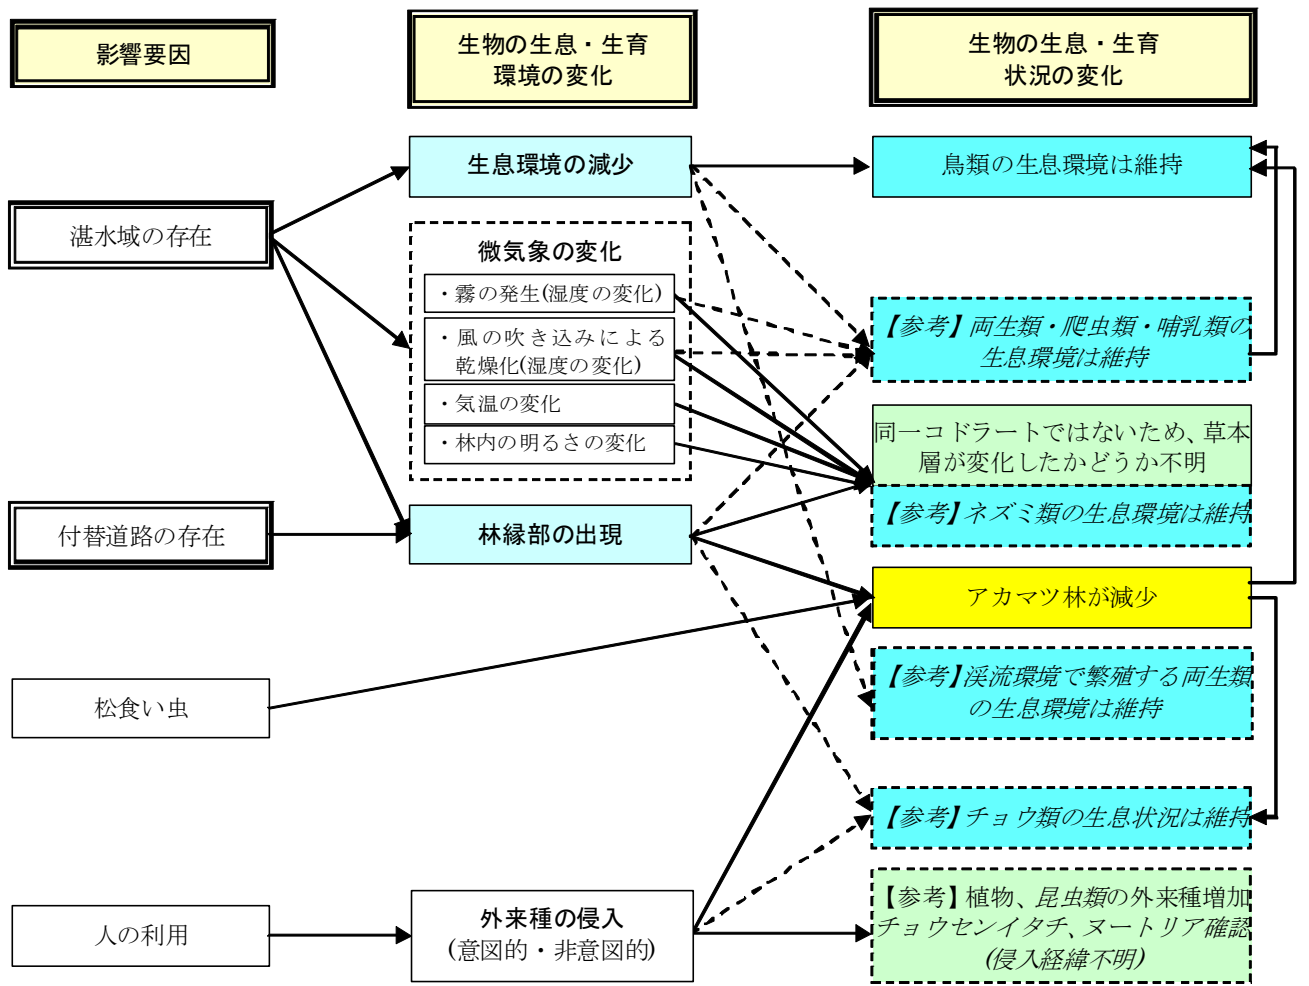 影響要因
生物の生息・生育
環境の変化
生物の生息・生育
状況の変化
湛水域の存在
付替道路の存在
松食い虫
人の利用
生息環境の減少
微気象の変化
・霧の発生(湿度の変化)
・風の吹き込みによる
乾燥化(湿度の変化)
・気温の変化
・林内の明るさの変化
林縁部の出現
外来種の侵入
(意図的・非意図的)
鳥類の生息環境は維持
【参考】両生類・爬虫類・哺乳類の
生息環境は維持
同一コドラートではないため、草本
層が変化したかどうか不明
【参考】ネズミ類の生息環境は維持
アカマツ林が減少
【参考】渓流環境で繁殖する両生類
の生息環境は維持
【参考】チョウ類の生息状況は維持
【参考】植物、昆虫類の外来種増加
チョウセンイタチ、ヌートリア確認
(侵入経緯不明)